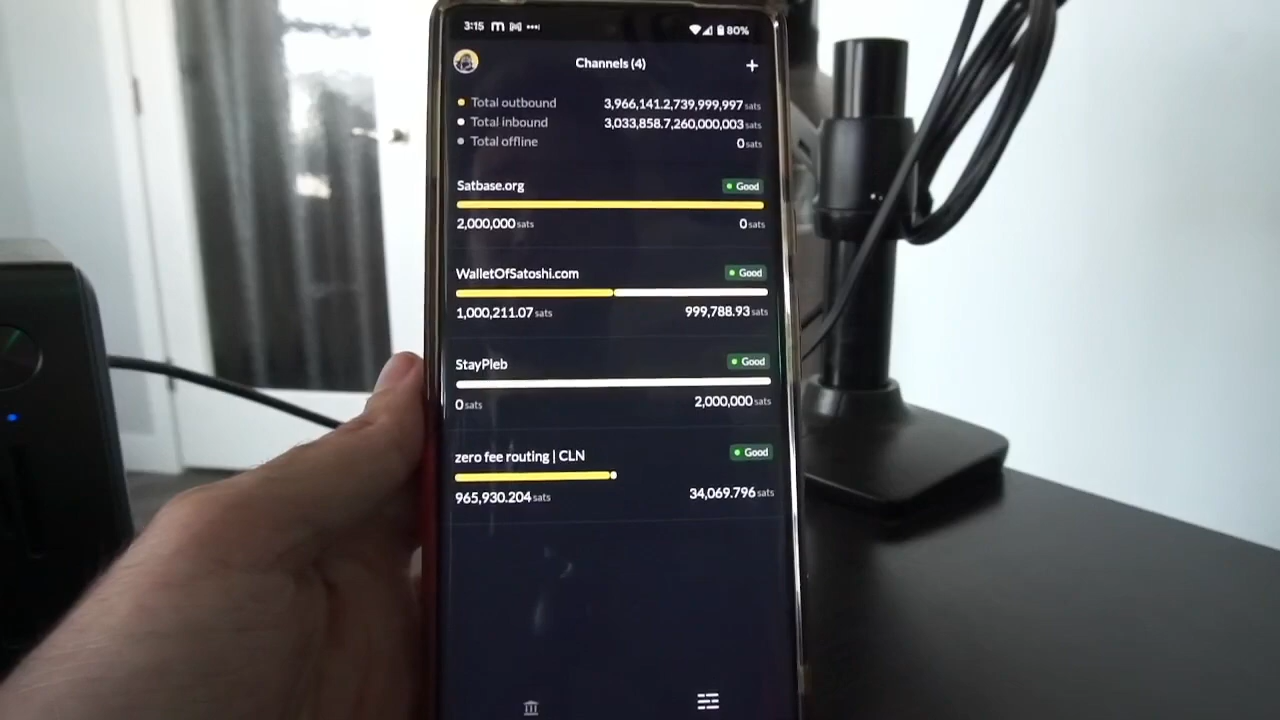 3:15 80%
Channels (4) +
Total outbound 3,966,141.2,739,999,997 sats
Total inbound 3,033,858.7,260,000,003 sats
Total offline 0 sats
Satbase.org Good
2,000,000 sats 0 sats
WalletOfSatoshi.com Good
1,000,211.07 sats 999,788.93 sats
StayPleb Good
0 sats 2,000,000 sats
zero fee routing | CLN Good
965,930.204 sats 34,069.796 sats